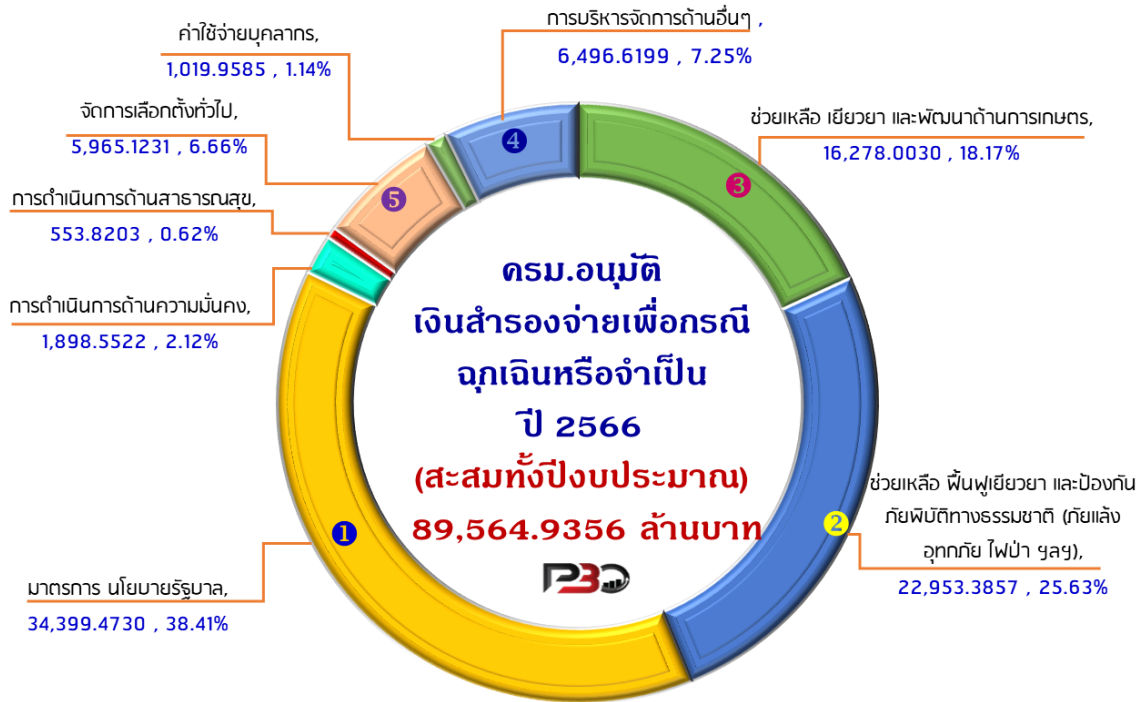 การบริหารจัดการด้านอื่นๆ ,
6,496.6199 , 7.25%
ค่าใช้จ่ายบุคลากร,
1,019.9585 , 1.14%
จัดการเลือกตั้งทั่วไป,
5,965.1231 , 6.66%
การดำเนินการด้านสาธารณสุข,
553.8203 , 0.62%
การดำเนินการด้านความมั่นคง,
1,898.5522 , 2.12%
ช่วยเหลือ เยียวยา และพัฒนาด้านการเกษตร,
16,278.0030 , 18.17%
4
3
5
ครม.อนุมัติ
เงินสำรองจ่ายเพื่อกรณี
ฉุกเฉินหรือจำเป็น
ปี 2566
(สะสมทั้งปีงบประมาณ)
89,564.9356 ล้านบาท
PBO
1
2
ช่วยเหลือ ฟื้นฟูเยียวยา และป้องกัน
ภัยพิบัติทางธรรมชาติ (ภัยแล้ง
อุทกภัย ไฟป่า ฯลฯ),
22,953.3857 , 25.63%
มาตรการ นโยบายรัฐบาล,
34,399.4730 , 38.41%